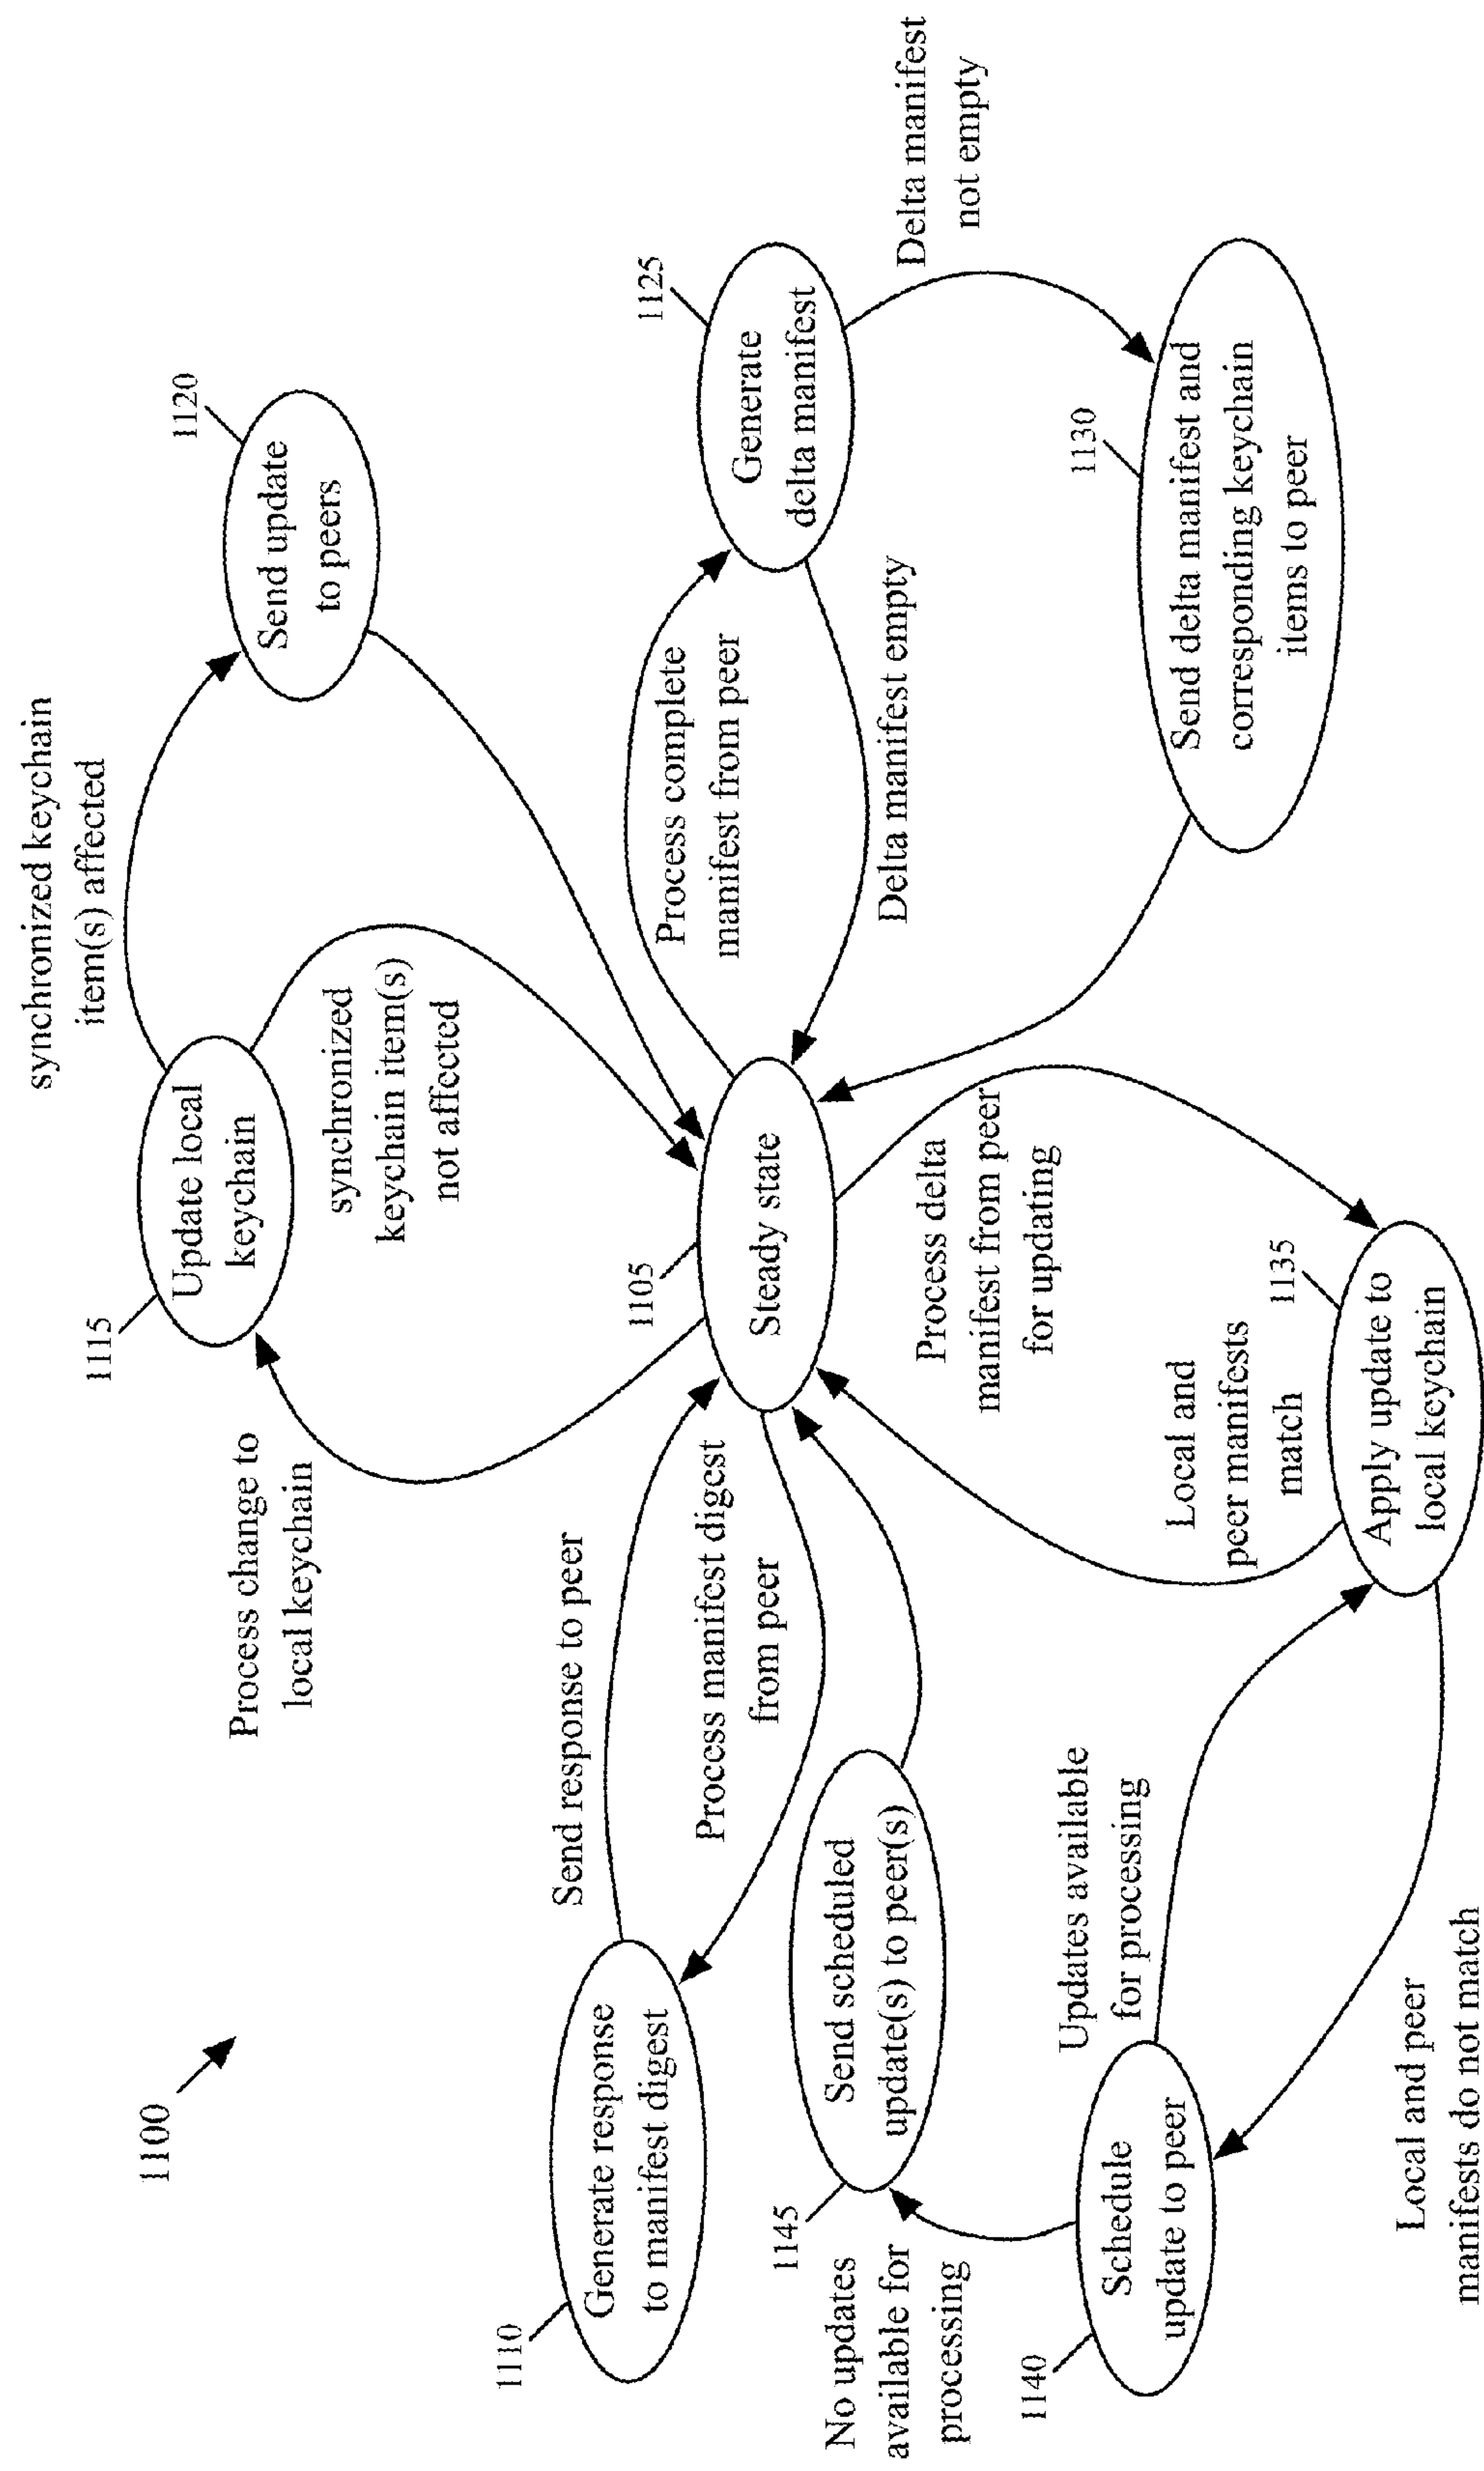 1100
synchronized keychain
item(s) affected
1115
Update local
keychain
1120
Send update
to peers
Process change to
local keychain
synchronized
keychain item(s)
not affected
Send response to peer
1110
Generate response
to manifest digest
Process manifest digest
from peer
1105
Steady state
Process complete
manifest from peer
1125
Generate
delta manifest
Delta manifest empty
Delta manifest
not empty
1145
Send scheduled
update(s) to peer(s)
No updates
available for
processing
Process delta
manifest from peer
for updating
1130
Send delta manifest and
corresponding keychain
items to peer
1140
Schedule
update to peer
Updates available
for processing
Local and
peer manifests
match
1135
Apply update to
local keychain
Local and peer
manifests do not match